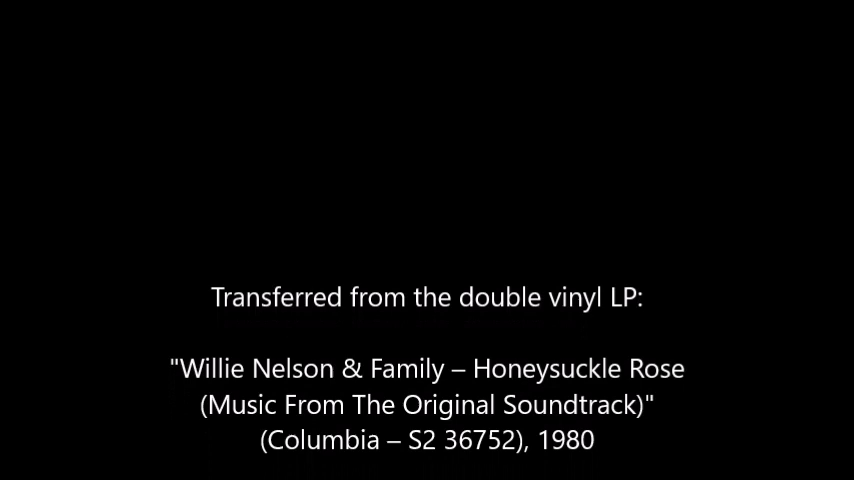 Transferred from the double vinyl LP:
"Willie Nelson & Family – Honeysuckle Rose
(Music From The Original Soundtrack)"
(Columbia – S2 36752), 1980